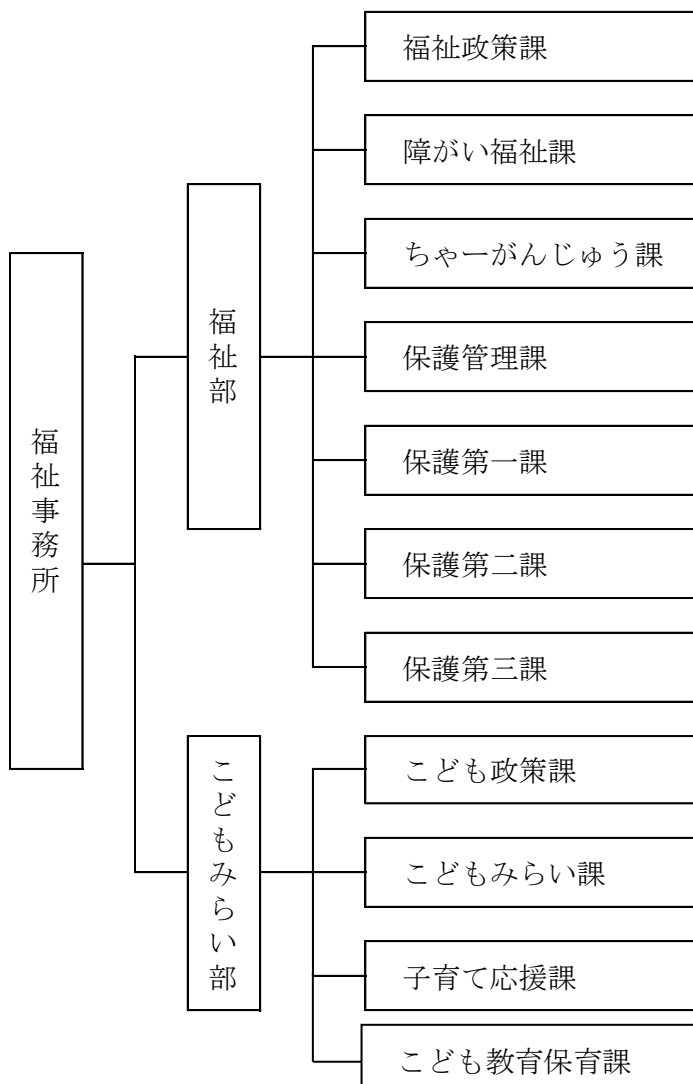 福祉事務所
福祉部
福祉政策課
障がい福祉課
ちゃーがんじゅう課
保護管理課
保護第一課
保護第二課
保護第三課
こどもみらい部
こども政策課
こどもみらい課
子育て応援課
こども教育保育課